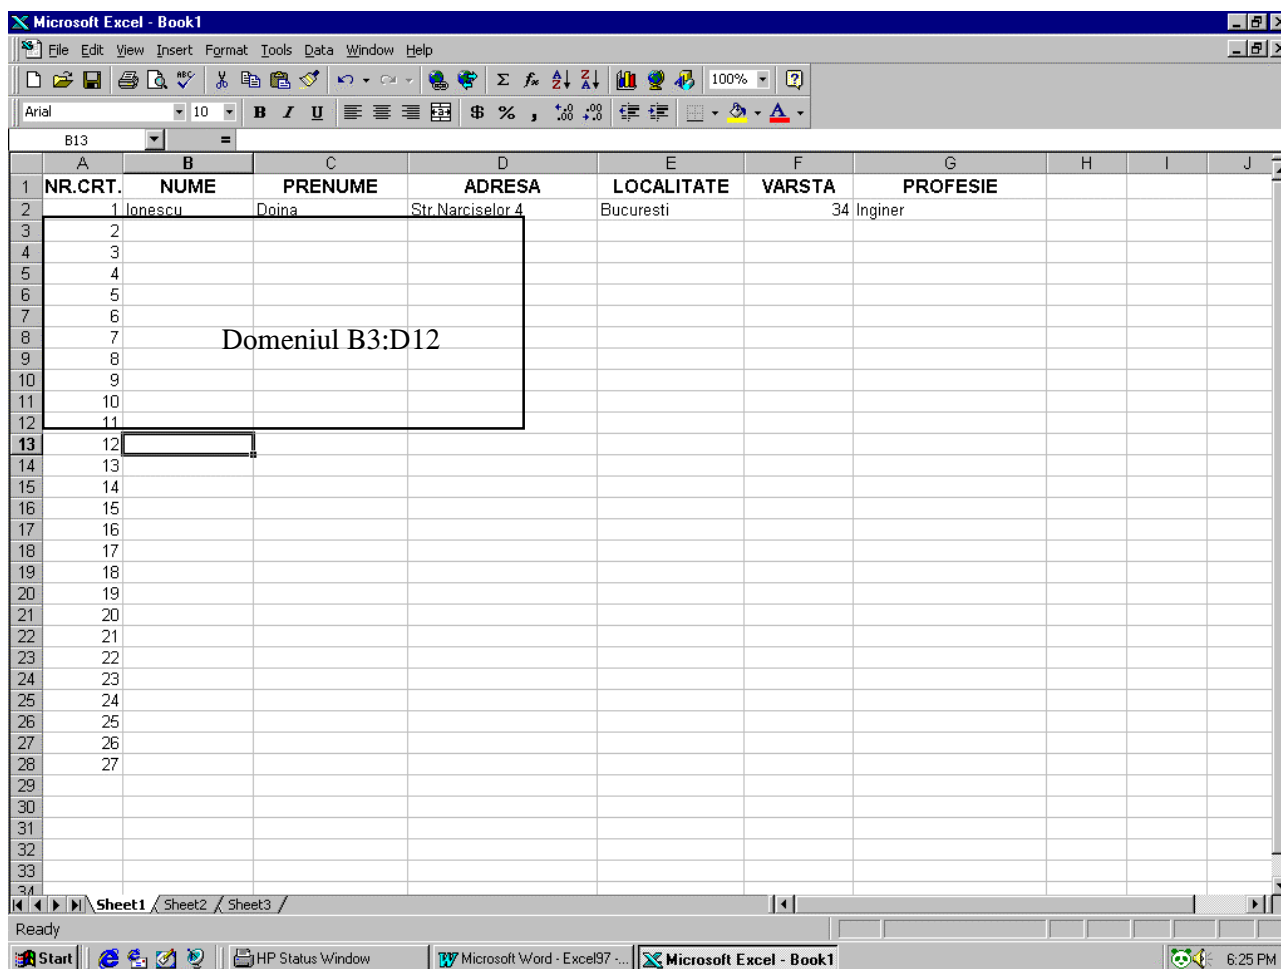 Microsoft Excel - Book1
File Edit View Insert Format Tools Data Window Help
100%
Arial 10 B I U $ % ,
B13 =
A B C D E F G H I J
1 NR.CRT. NUME PRENUME ADRESA LOCALITATE VARSTA PROFESIE
2 1 Ionescu Doina Str.Narciselor 4 Bucuresti 34 Inginer
3 2
4 3
5 4
6 5
7 6
8 7 Domeniul B3:D12
9 8
10 9
11 10
12 11
13 12
14 13
15 14
16 15
17 16
18 17
19 18
20 19
21 20
22 21
23 22
24 23
25 24
26 25
27 26
28 27
29
30
31
32
33
34
Sheet1 Sheet2 Sheet3
Ready
Start HP Status Window Microsoft Word - Excel97 -... Microsoft Excel - Book1 6:25 PM